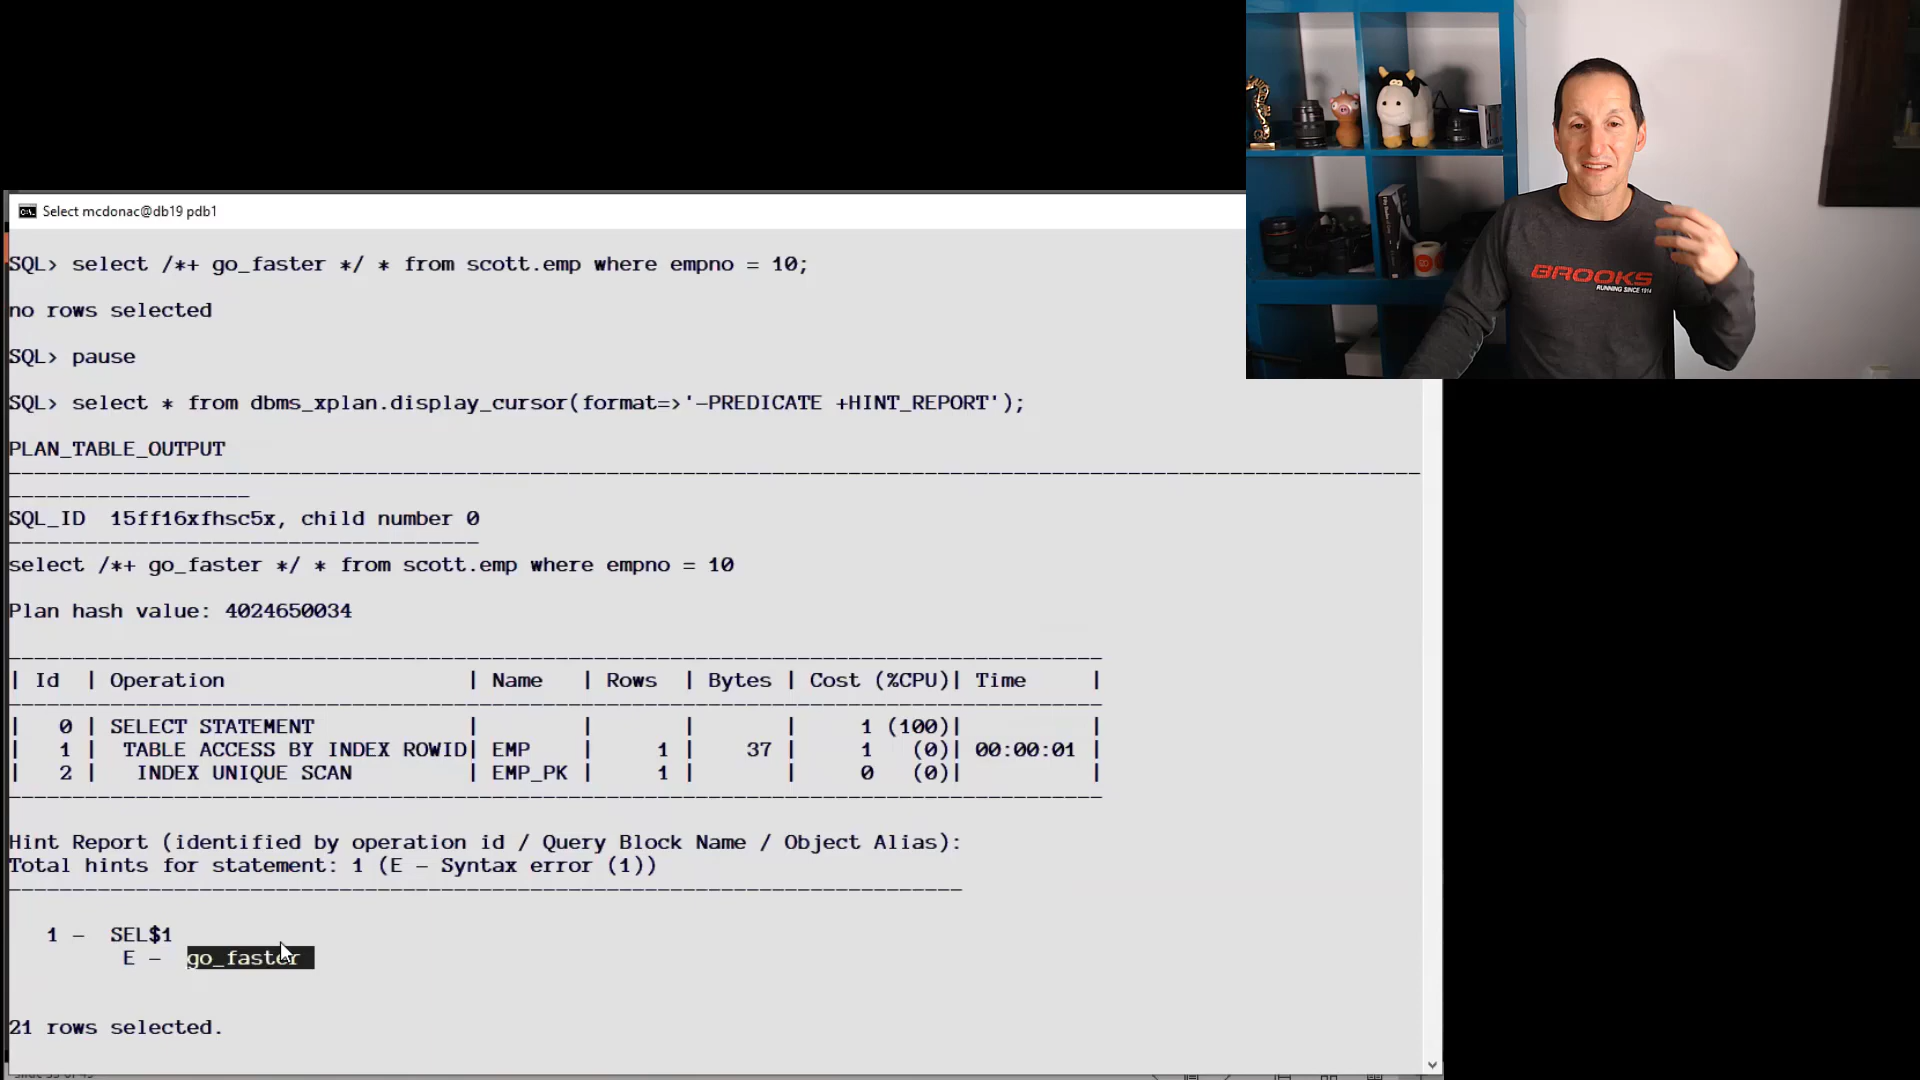 Select mcdonac@db19 pdb1
SQL> select /*+ go_faster */ * from scott.emp where empno = 10;
no rows selected
SQL> pause
SQL> select * from dbms_xplan.display_cursor(format=>'-PREDICATE +HINT_REPORT');
PLAN_TABLE_OUTPUT
--------------------------------------------------------------------------------------------------------------
-------------------
SQL_ID  15ff16xfhsc5x, child number 0
-------------------------------------
select /*+ go_faster */ * from scott.emp where empno = 10
Plan hash value: 4024650034
--------------------------------------------------------------------------------------
| Id  | Operation                   | Name   | Rows  | Bytes | Cost (%CPU)| Time     |
--------------------------------------------------------------------------------------
|   0 | SELECT STATEMENT            |        |       |       |     1 (100)|          |
|   1 |  TABLE ACCESS BY INDEX ROWID| EMP    |     1 |    37 |     1   (0)| 00:00:01 |
|   2 |   INDEX UNIQUE SCAN         | EMP_PK |     1 |       |     0   (0)|          |
--------------------------------------------------------------------------------------
Hint Report (identified by operation id / Query Block Name / Object Alias):
Total hints for statement: 1 (E - Syntax error (1))
---------------------------------------------------------------------------
1 -  SEL$1
E -  go_faster
21 rows selected.
BROOKS
RUNNING SINCE 1914